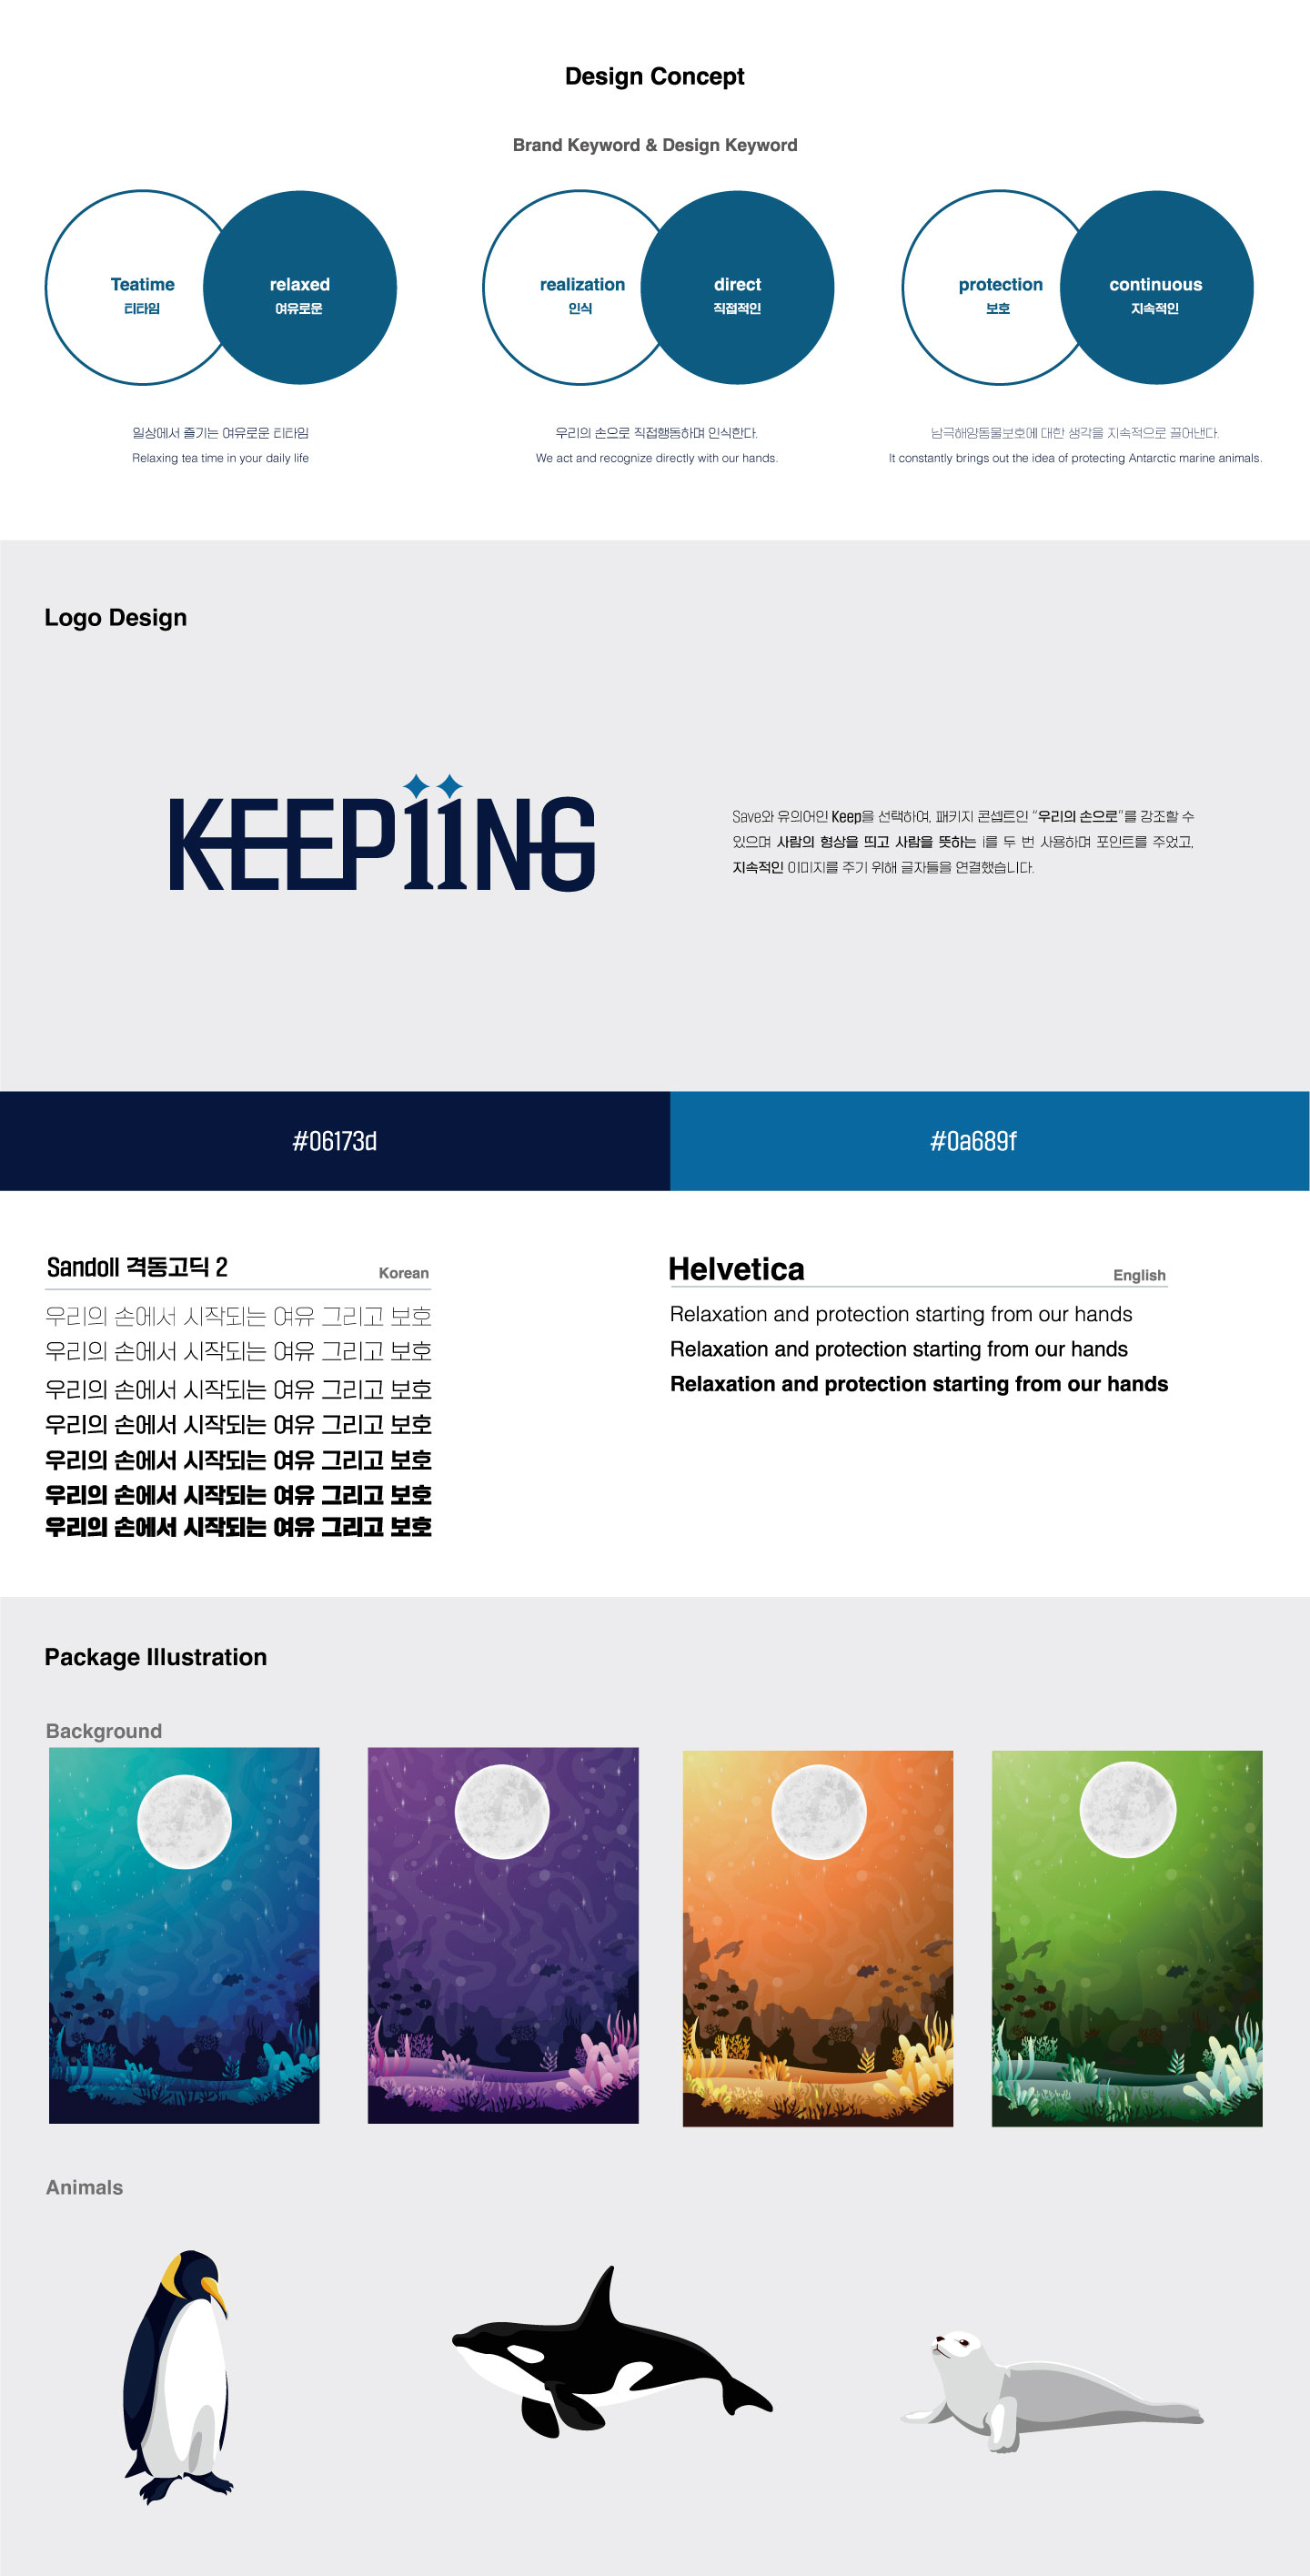 Design Concept
Brand Keyword & Design Keyword
Teatime
티타임
relaxed
여유로운
realization
인식
direct
직접적인
protection
보호
continuous
지속적인
일상에서 즐기는 여유로운 티타임
Relaxing tea time in your daily life
우리의 손으로 직접행동하며 인식한다.
We act and recognize directly with our hands.
남극해양동물보호에 대한 생각을 지속적으로 끌어낸다.
It constantly brings out the idea of protecting Antarctic marine animals.
Logo Design
KEEPiiNG
Save와 유의어인 Keep을 선택하여, 패키지 콘셉트인 "우리의 손으로"를 강조할 수
있으며 사람의 형상을 띄고 사람을 뜻하는 i를 두 번 사용하며 포인트를 주었고,
지속적인 이미지를 주기 위해 글자들을 연결했습니다.
#06173d
#0a689f
Sandoll 격동고딕 2
Korean
우리의 손에서 시작되는 여유 그리고 보호
우리의 손에서 시작되는 여유 그리고 보호
우리의 손에서 시작되는 여유 그리고 보호
우리의 손에서 시작되는 여유 그리고 보호
우리의 손에서 시작되는 여유 그리고 보호
우리의 손에서 시작되는 여유 그리고 보호
우리의 손에서 시작되는 여유 그리고 보호
Helvetica
English
Relaxation and protection starting from our hands
Relaxation and protection starting from our hands
Relaxation and protection starting from our hands
Package Illustration
Background
Animals